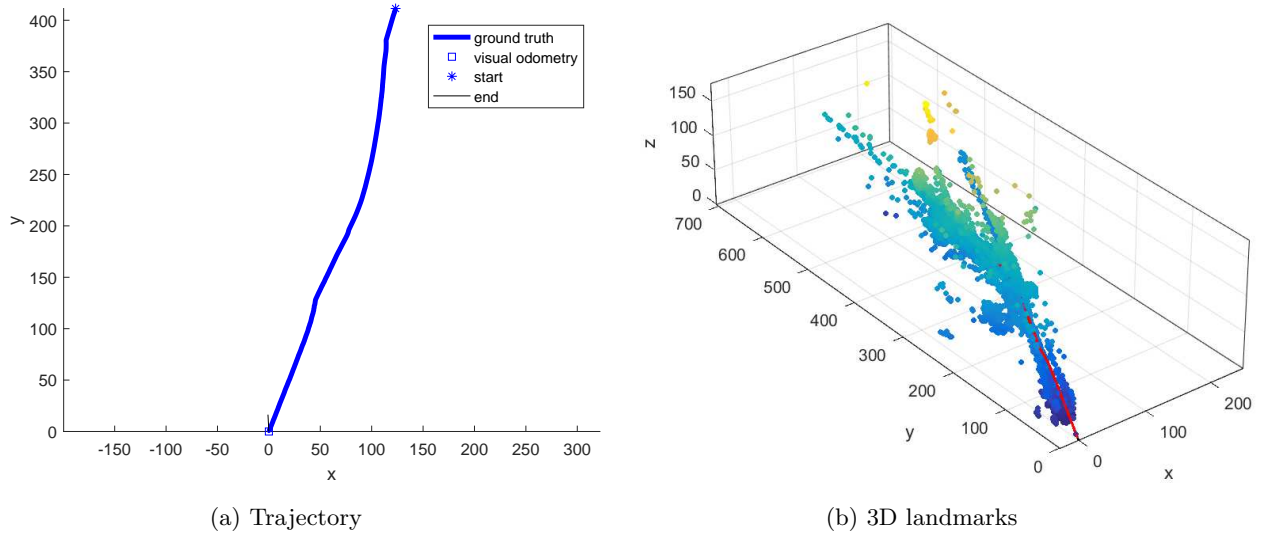 400
350
300
250
200
150
100
50
0
y
-150 -100 -50 0 50 100 150 200 250 300
x
ground truth
visual odometry
start
end
(a) Trajectory
150
100
50
0
z
700
600
500
400
300
200
100
0
y
0
100
200
x
(b) 3D landmarks